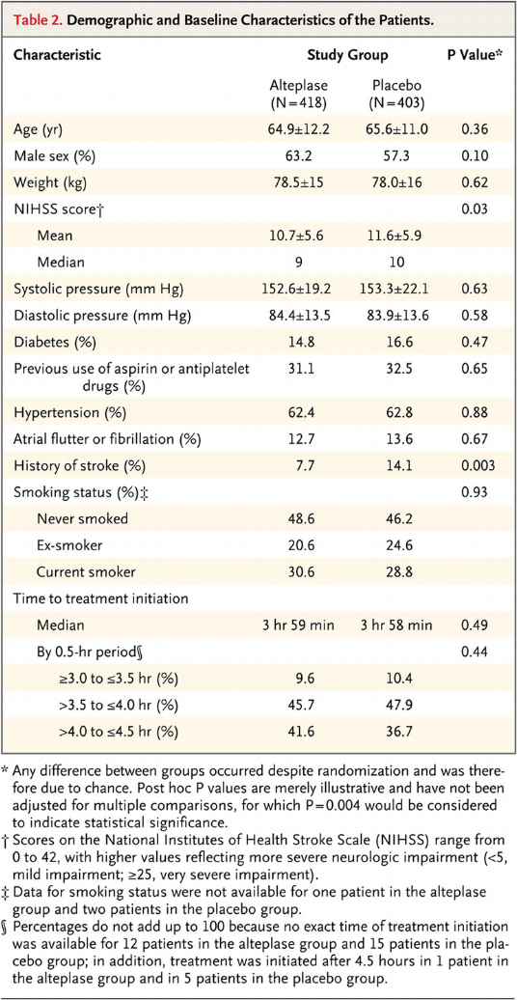 Table 2. Demographic and Baseline Characteristics of the Patients.
Characteristic Study Group P Value*
Alteplase (N=418) Placebo (N=403)
Age (yr) 64.9±12.2 65.6±11.0 0.36
Male sex (%) 63.2 57.3 0.10
Weight (kg) 78.5±15 78.0±16 0.62
NIHSS score† 0.03
Mean 10.7±5.6 11.6±5.9
Median 9 10
Systolic pressure (mm Hg) 152.6±19.2 153.3±22.1 0.63
Diastolic pressure (mm Hg) 84.4±13.5 83.9±13.6 0.58
Diabetes (%) 14.8 16.6 0.47
Previous use of aspirin or antiplatelet drugs (%) 31.1 32.5 0.65
Hypertension (%) 62.4 62.8 0.88
Atrial flutter or fibrillation (%) 12.7 13.6 0.67
History of stroke (%) 7.7 14.1 0.003
Smoking status (%)‡ 0.93
Never smoked 48.6 46.2
Ex-smoker 20.6 24.6
Current smoker 30.6 28.8
Time to treatment initiation
Median 3 hr 59 min 3 hr 58 min 0.49
By 0.5-hr period§ 0.44
≥3.0 to ≤3.5 hr (%) 9.6 10.4
>3.5 to ≤4.0 hr (%) 45.7 47.9
>4.0 to ≤4.5 hr (%) 41.6 36.7
* Any difference between groups occurred despite randomization and was there-
fore due to chance. Post hoc P values are merely illustrative and have not been
adjusted for multiple comparisons, for which P=0.004 would be considered
to indicate statistical significance.
† Scores on the National Institutes of Health Stroke Scale (NIHSS) range from
0 to 42, with higher values reflecting more severe neurologic impairment (<5,
mild impairment; ≥25, very severe impairment).
‡ Data for smoking status were not available for one patient in the alteplase
group and two patients in the placebo group.
§ Percentages do not add up to 100 because no exact time of treatment initiation
was available for 12 patients in the alteplase group and 15 patients in the pla-
cebo group; in addition, treatment was initiated after 4.5 hours in 1 patient in
the alteplase group and in 5 patients in the placebo group.